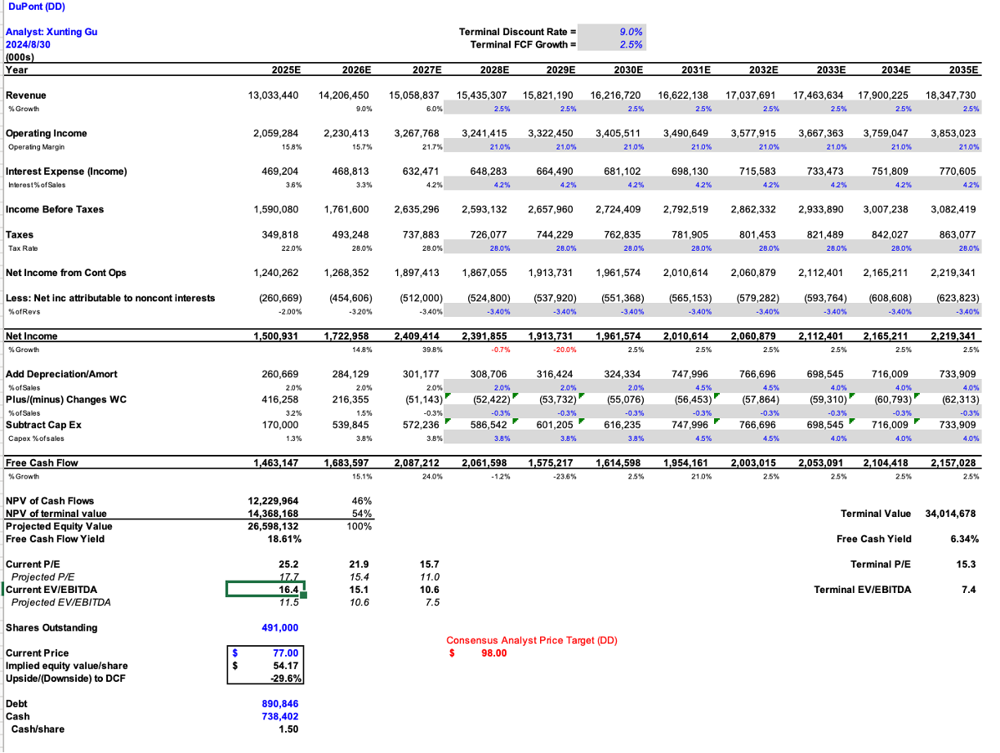 DuPont (DD)
Analyst: Xunting Gu Terminal Discount Rate = 9.0%
2024/8/30 Terminal FCF Growth = 2.5%
(000s)
Year 2025E 2026E 2027E 2028E 2029E 2030E 2031E 2032E 2033E 2034E 2035E
Revenue 13,033,440 14,206,450 15,058,837 15,435,307 15,821,190 16,216,720 16,622,138 17,037,691 17,463,634 17,900,225 18,347,730
% Growth 9.0% 6.0% 2.5% 2.5% 2.5% 2.5% 2.5% 2.5% 2.5% 2.5%
Operating Income 2,059,284 2,230,413 3,267,768 3,241,415 3,322,450 3,405,511 3,490,649 3,577,915 3,667,363 3,759,047 3,853,023
Operating Margin 15.8% 15.7% 21.7% 21.0% 21.0% 21.0% 21.0% 21.0% 21.0% 21.0% 21.0%
Interest Expense (Income) 469,204 468,813 632,471 648,283 664,490 681,102 698,130 715,583 733,473 751,809 770,605
Interest % of Sales 3.6% 3.3% 4.2% 4.2% 4.2% 4.2% 4.2% 4.2% 4.2% 4.2% 4.2%
Income Before Taxes 1,590,080 1,761,600 2,635,296 2,593,132 2,657,960 2,724,409 2,792,519 2,862,332 2,933,890 3,007,238 3,082,419
Taxes 349,818 493,248 737,883 726,077 744,229 762,835 781,905 801,453 821,489 842,027 863,077
Tax Rate 22.0% 28.0% 28.0% 28.0% 28.0% 28.0% 28.0% 28.0% 28.0% 28.0% 28.0%
Net Income from Cont Ops 1,240,262 1,268,352 1,897,413 1,867,055 1,913,731 1,961,574 2,010,614 2,060,879 2,112,401 2,165,211 2,219,341
Less: Net inc attributable to noncont interests (260,669) (454,606) (512,000) (524,800) (537,920) (551,368) (565,153) (579,282) (593,764) (608,608) (623,823)
% of Revs -2.00% -3.20% -3.40% -3.40% -3.40% -3.40% -3.40% -3.40% -3.40% -3.40% -3.40%
Net Income 1,500,931 1,722,958 2,409,414 2,391,855 1,913,731 1,961,574 2,010,614 2,060,879 2,112,401 2,165,211 2,219,341
% Growth 14.8% 39.8% -0.7% -20.0% 2.5% 2.5% 2.5% 2.5% 2.5% 2.5%
Add Depreciation/Amort 260,669 284,129 301,177 308,706 316,424 324,334 747,996 766,696 698,545 716,009 733,909
% of Sales 2.0% 2.0% 2.0% 2.0% 2.0% 2.0% 4.5% 4.5% 4.0% 4.0% 4.0%
Plus/(minus) Changes WC 416,258 216,355 (51,143) (52,422) (53,732) (55,076) (56,453) (57,864) (59,310) (60,793) (62,313)
% of Sales 3.2% 1.5% -0.3% -0.3% -0.3% -0.3% -0.3% -0.3% -0.3% -0.3% -0.3%
Subtract Cap Ex 170,000 539,845 572,236 586,542 601,205 616,235 747,996 766,696 698,545 716,009 733,909
Capex % of sales 1.3% 3.8% 3.8% 3.8% 3.8% 3.8% 4.5% 4.5% 4.0% 4.0% 4.0%
Free Cash Flow 1,463,147 1,683,597 2,087,212 2,061,598 1,575,217 1,614,598 1,954,161 2,003,015 2,053,091 2,104,418 2,157,028
% Growth 15.1% 24.0% -1.2% -23.6% 2.5% 21.0% 2.5% 2.5% 2.5% 2.5%
NPV of Cash Flows 12,229,964 46%
NPV of terminal value 14,368,168 54% Terminal Value 34,014,678
Projected Equity Value 26,598,132 100%
Free Cash Flow Yield 18.61% Free Cash Yield 6.34%
Current P/E 25.2 21.9 15.7 Terminal P/E 15.3
Projected P/E 17.7 15.4 11.0
Current EV/EBITDA 16.4 15.1 10.6 Terminal EV/EBITDA 7.4
Projected EV/EBITDA 11.5 10.6 7.5
Shares Outstanding 491,000
Consensus Analyst Price Target (DD)
Current Price $ 77.00 $ 98.00
Implied equity value/share $ 54.17
Upside/(Downside) to DCF -29.6%
Debt 890,846
Cash 738,402
Cash/share 1.50